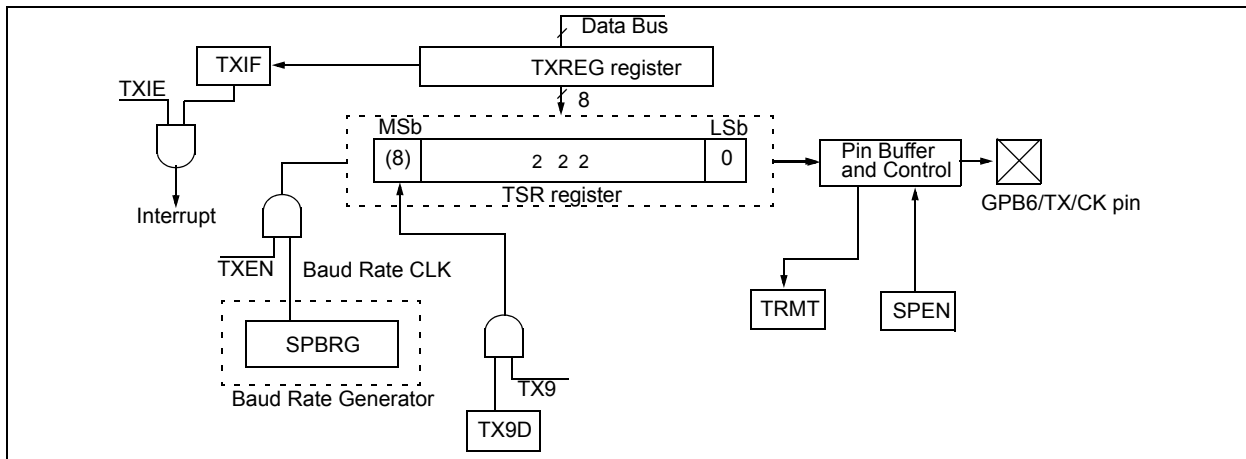 Data Bus
TXIF
TXREG register
TXIE
8
MSb
LSb
(8)
2 2 2
0
Pin Buffer
and Control
TSR register
GPB6/TX/CK pin
Interrupt
TXEN
Baud Rate CLK
TRMT
SPEN
SPBRG
TX9
Baud Rate Generator
TX9D